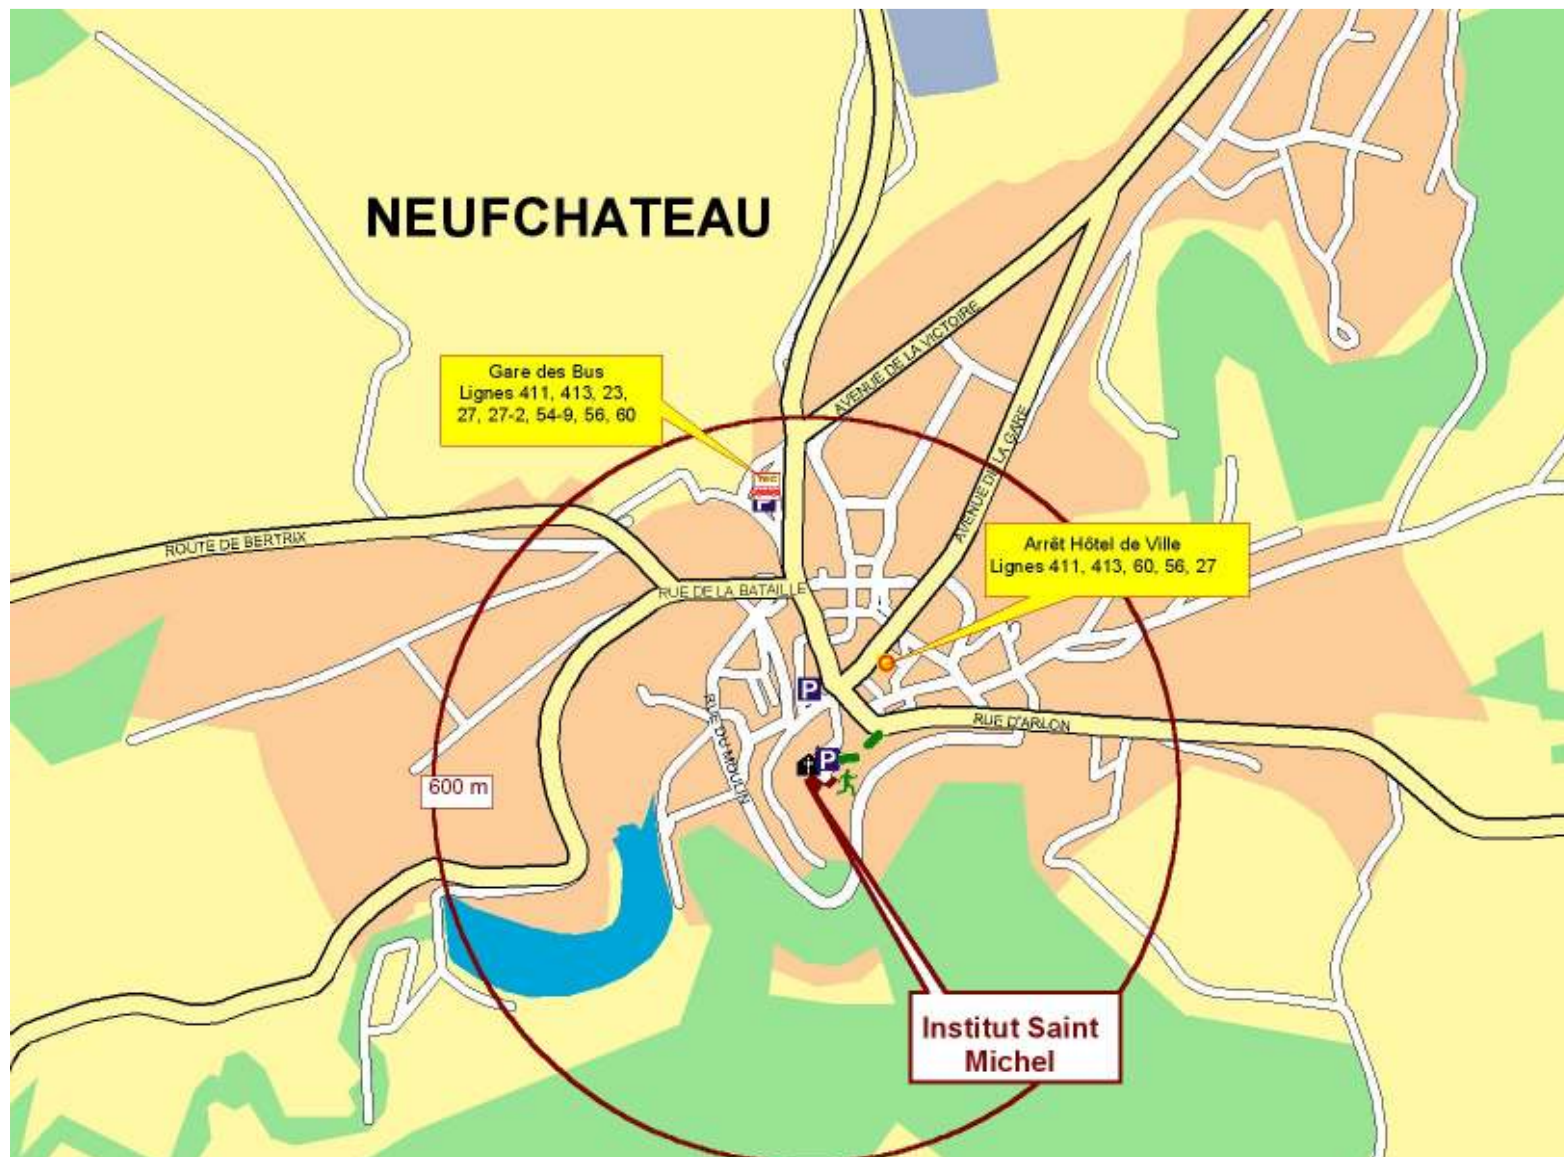 NEUFCHATEAU
AVENUE DE LA VICTOIRE
Gare des Bus
Lignes 411, 413, 23,
27, 27-2, 54-9, 56, 60
AVENUE DE LA GARE
TEC
ROUTE DE BERTRIX
Arrêt Hôtel de Ville
Lignes 411, 413, 60, 56, 27
RUE DE LA BATAILLE
P
RUE D'ARLON
RUE DU MOULIN
P
600 m
Institut Saint
Michel